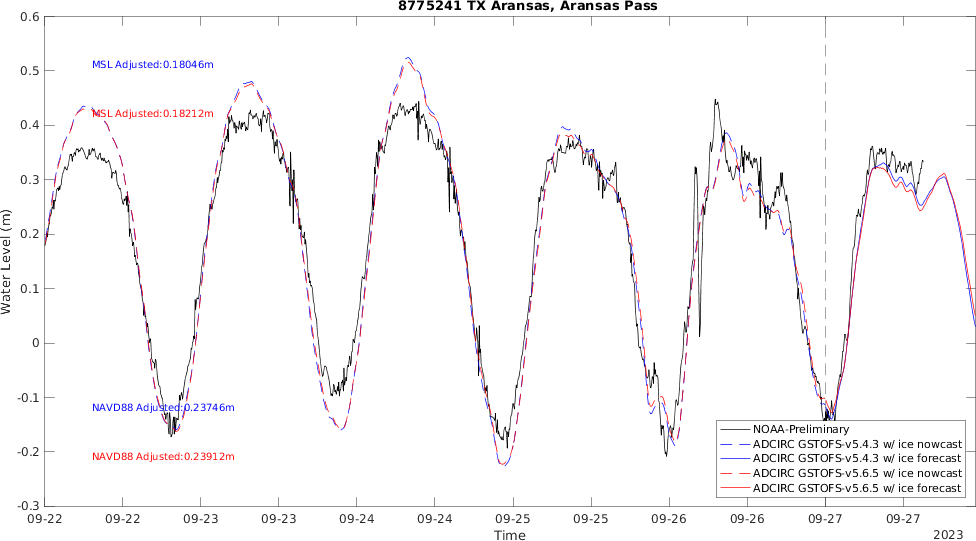 8775241 TX Aransas, Aransas Pass
0.6
0.5
0.4
0.3
0.2
0.1
0
-0.1
-0.2
-0.3
Water Level (m)
MSL Adjusted:0.18046m
MSL Adjusted:0.18212m
NAVD88 Adjusted:0.23746m
NAVD88 Adjusted:0.23912m
NOAA-Preliminary
ADCIRC GSTOFS-v5.4.3 w/ ice nowcast
ADCIRC GSTOFS-v5.4.3 w/ ice forecast
ADCIRC GSTOFS-v5.6.5 w/ ice nowcast
ADCIRC GSTOFS-v5.6.5 w/ ice forecast
09-22 09-22 09-23 09-23 09-24 09-24 09-25 09-25 09-26 09-26 09-27 09-27
Time
2023